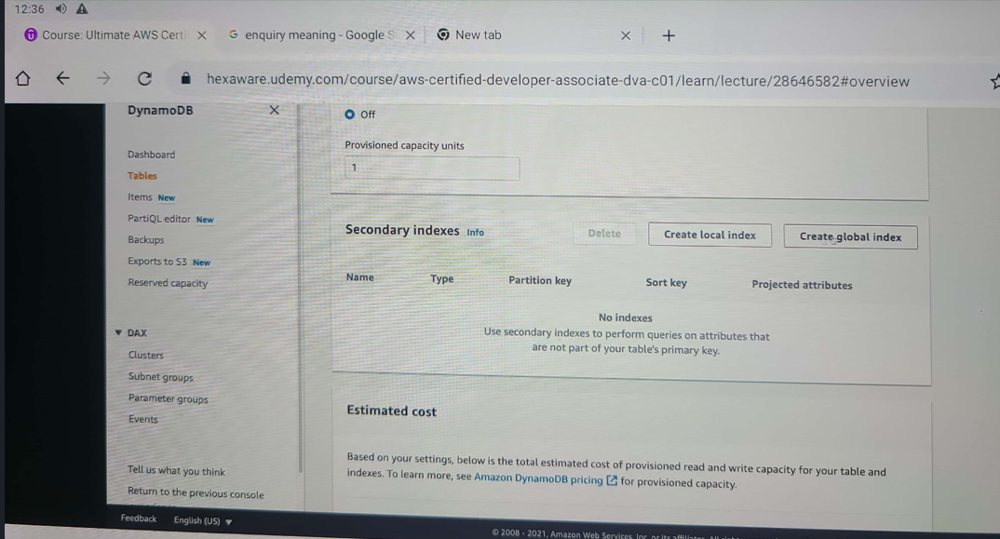 12:36
Course: Ultimate AWS Certi
enquiry meaning - Google S
New tab
hexaware.udemy.com/course/aws-certified-developer-associate-dva-c01/learn/lecture/28646582#overview
DynamoDB
Dashboard
Tables
Items New
PartiQL editor New
Backups
Exports to S3 New
Reserved capacity
DAX
Clusters
Subnet groups
Parameter groups
Events
Tell us what you think
Return to the previous console
Off
Provisioned capacity units
1
Secondary indexes Info
Delete
Create local index
Create global index
Name Type Partition key Sort key Projected attributes
No indexes
Use secondary indexes to perform queries on attributes that
are not part of your table's primary key.
Estimated cost
Based on your settings, below is the total estimated cost of provisioned read and write capacity for your table and
indexes. To learn more, see Amazon DynamoDB pricing for provisioned capacity.
Feedback English (US)
© 2008 - 2021, Amazon Web Services, Inc. or its